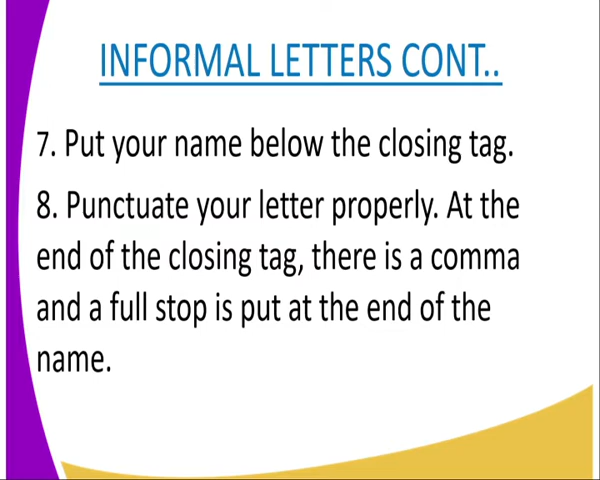 INFORMAL LETTERS CONT..
7. Put your name below the closing tag.
8. Punctuate your letter properly. At the
end of the closing tag, there is a comma
and a full stop is put at the end of the
name.